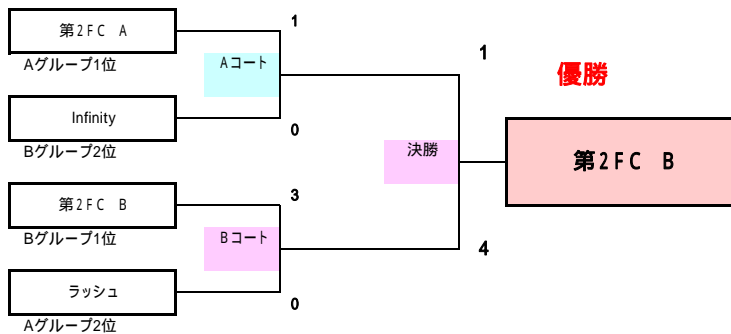 第2FC A
1
Aグループ1位
Aコート
1
優勝
Infinity
0
Bグループ2位
決勝
第2FC B
第2FC B
3
Bグループ1位
Bコート
4
ラッシュ
0
Aグループ2位